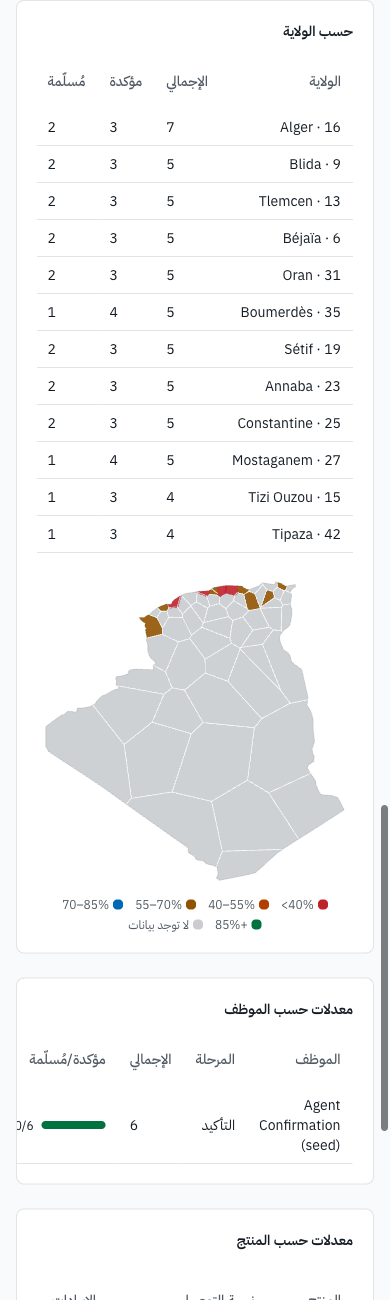 حسب الولاية
الولاية الإجمالي مؤكدة مُسلّمة
16 · Alger 7 3 2
9 · Blida 5 3 2
13 · Tlemcen 5 3 2
6 · Béjaïa 5 3 2
31 · Oran 5 3 2
35 · Boumerdès 5 4 1
19 · Sétif 5 3 2
23 · Annaba 5 3 2
25 · Constantine 5 3 2
27 · Mostaganem 5 4 1
15 · Tizi Ouzou 4 3 1
42 · Tipaza 4 3 1
<40% 40–55% 55–70% 70–85%
85%+ لا توجد بيانات
معدلات حسب الموظف
الموظف المرحلة الإجمالي مؤكدة/مُسلّمة
Agent
Confirmation التأكيد 6 0/6
(seed)
معدلات حسب المنتج